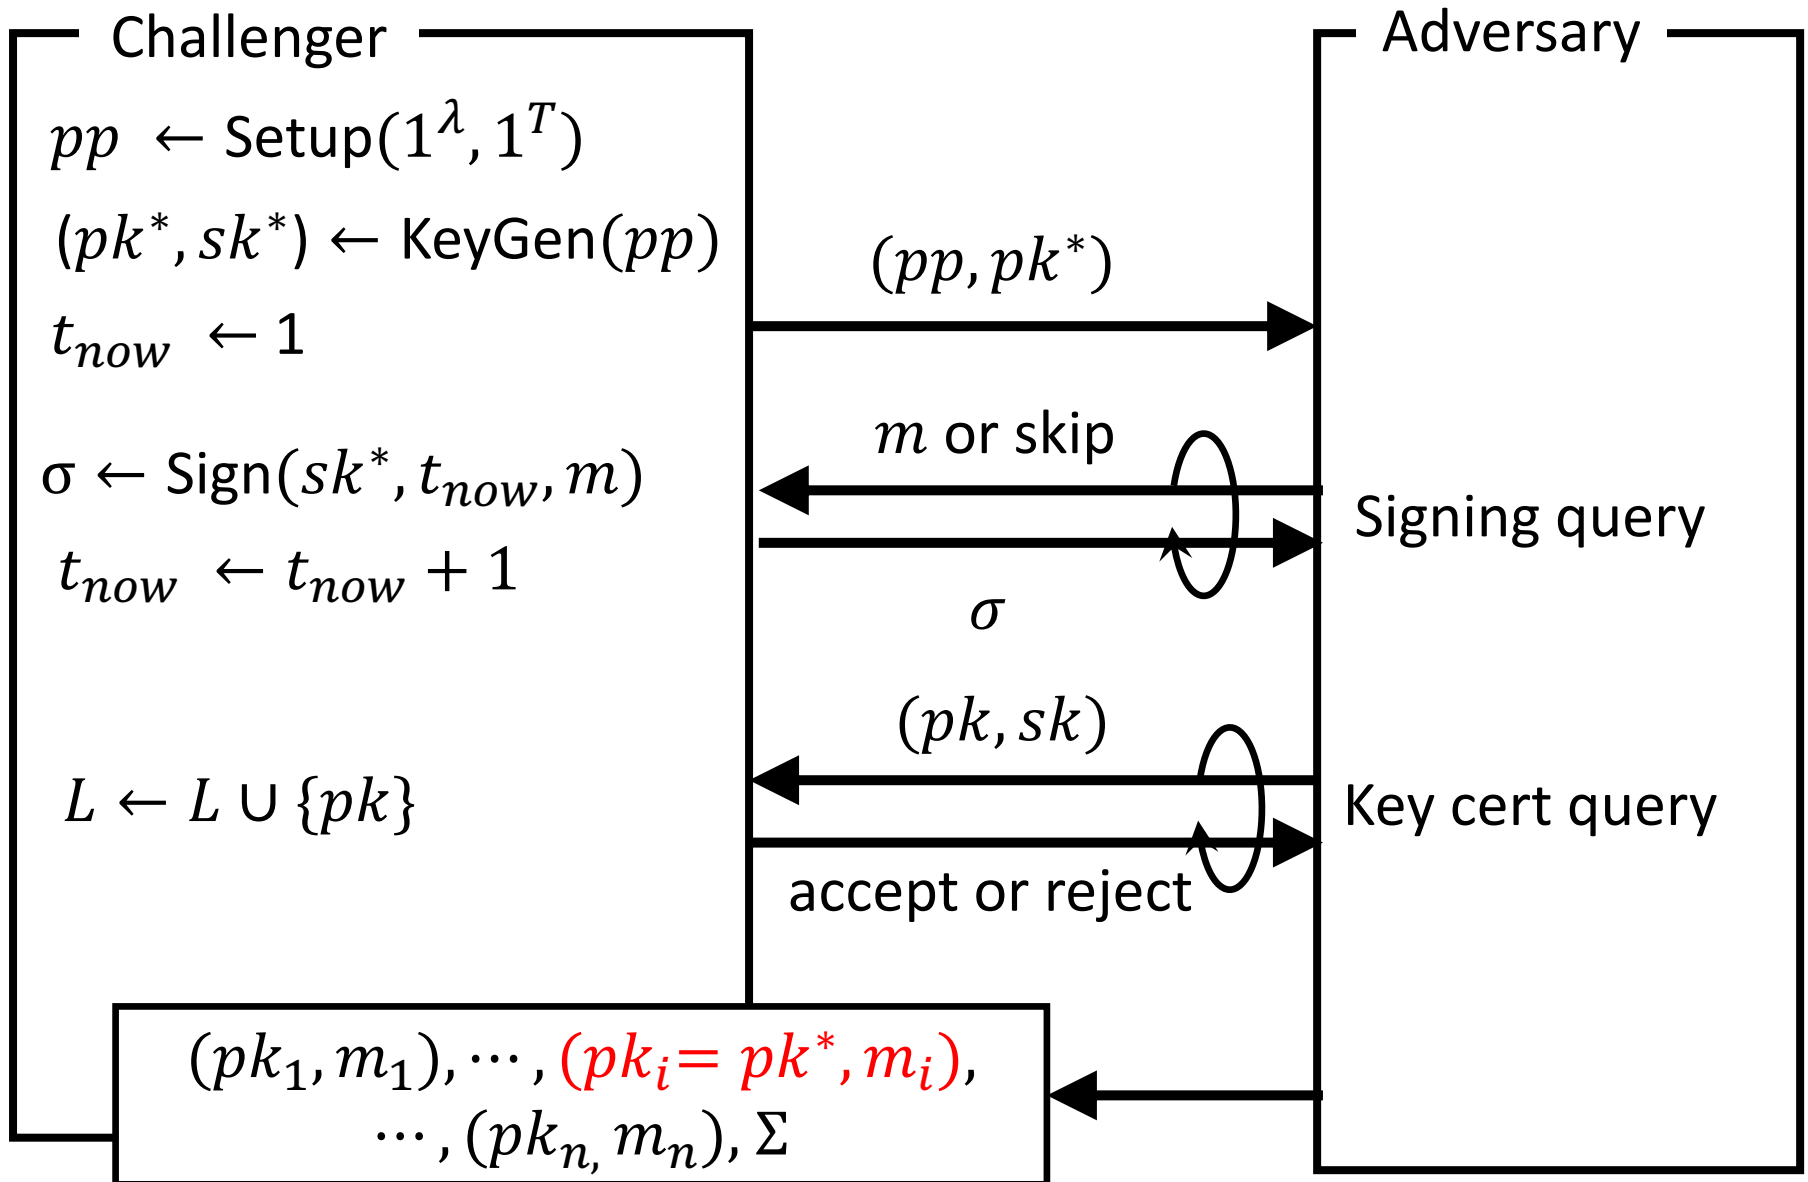 Challenger
Adversary
pp ← Setup(1^λ, 1^T)
(pk*, sk*) ← KeyGen(pp)
(pp, pk*)
t_now ← 1
m or skip
σ ← Sign(sk*, t_now, m)
Signing query
t_now ← t_now + 1
σ
(pk, sk)
L ← L ∪ {pk}
Key cert query
accept or reject
(pk_1, m_1), ⋯, (pk_i = pk*, m_i),
⋯, (pk_n, m_n), Σ